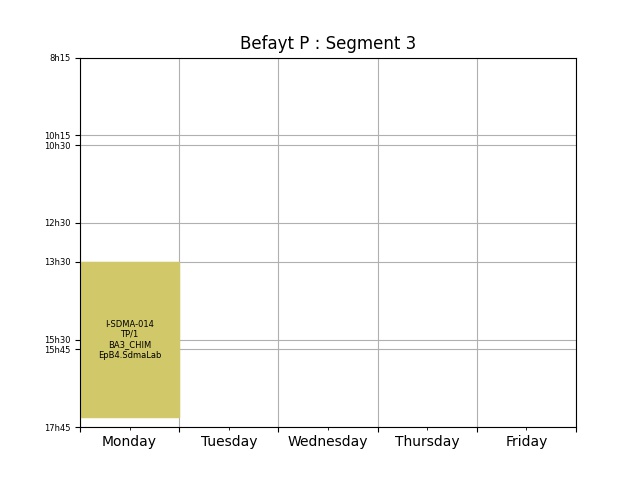 Befayt P : Segment 3
8h15
10h15
10h30
12h30
13h30
I-SDMA-014
TP/1
BA3_CHIM
EpB4.SdmaLab
15h30
15h45
17h45
Monday Tuesday Wednesday Thursday Friday